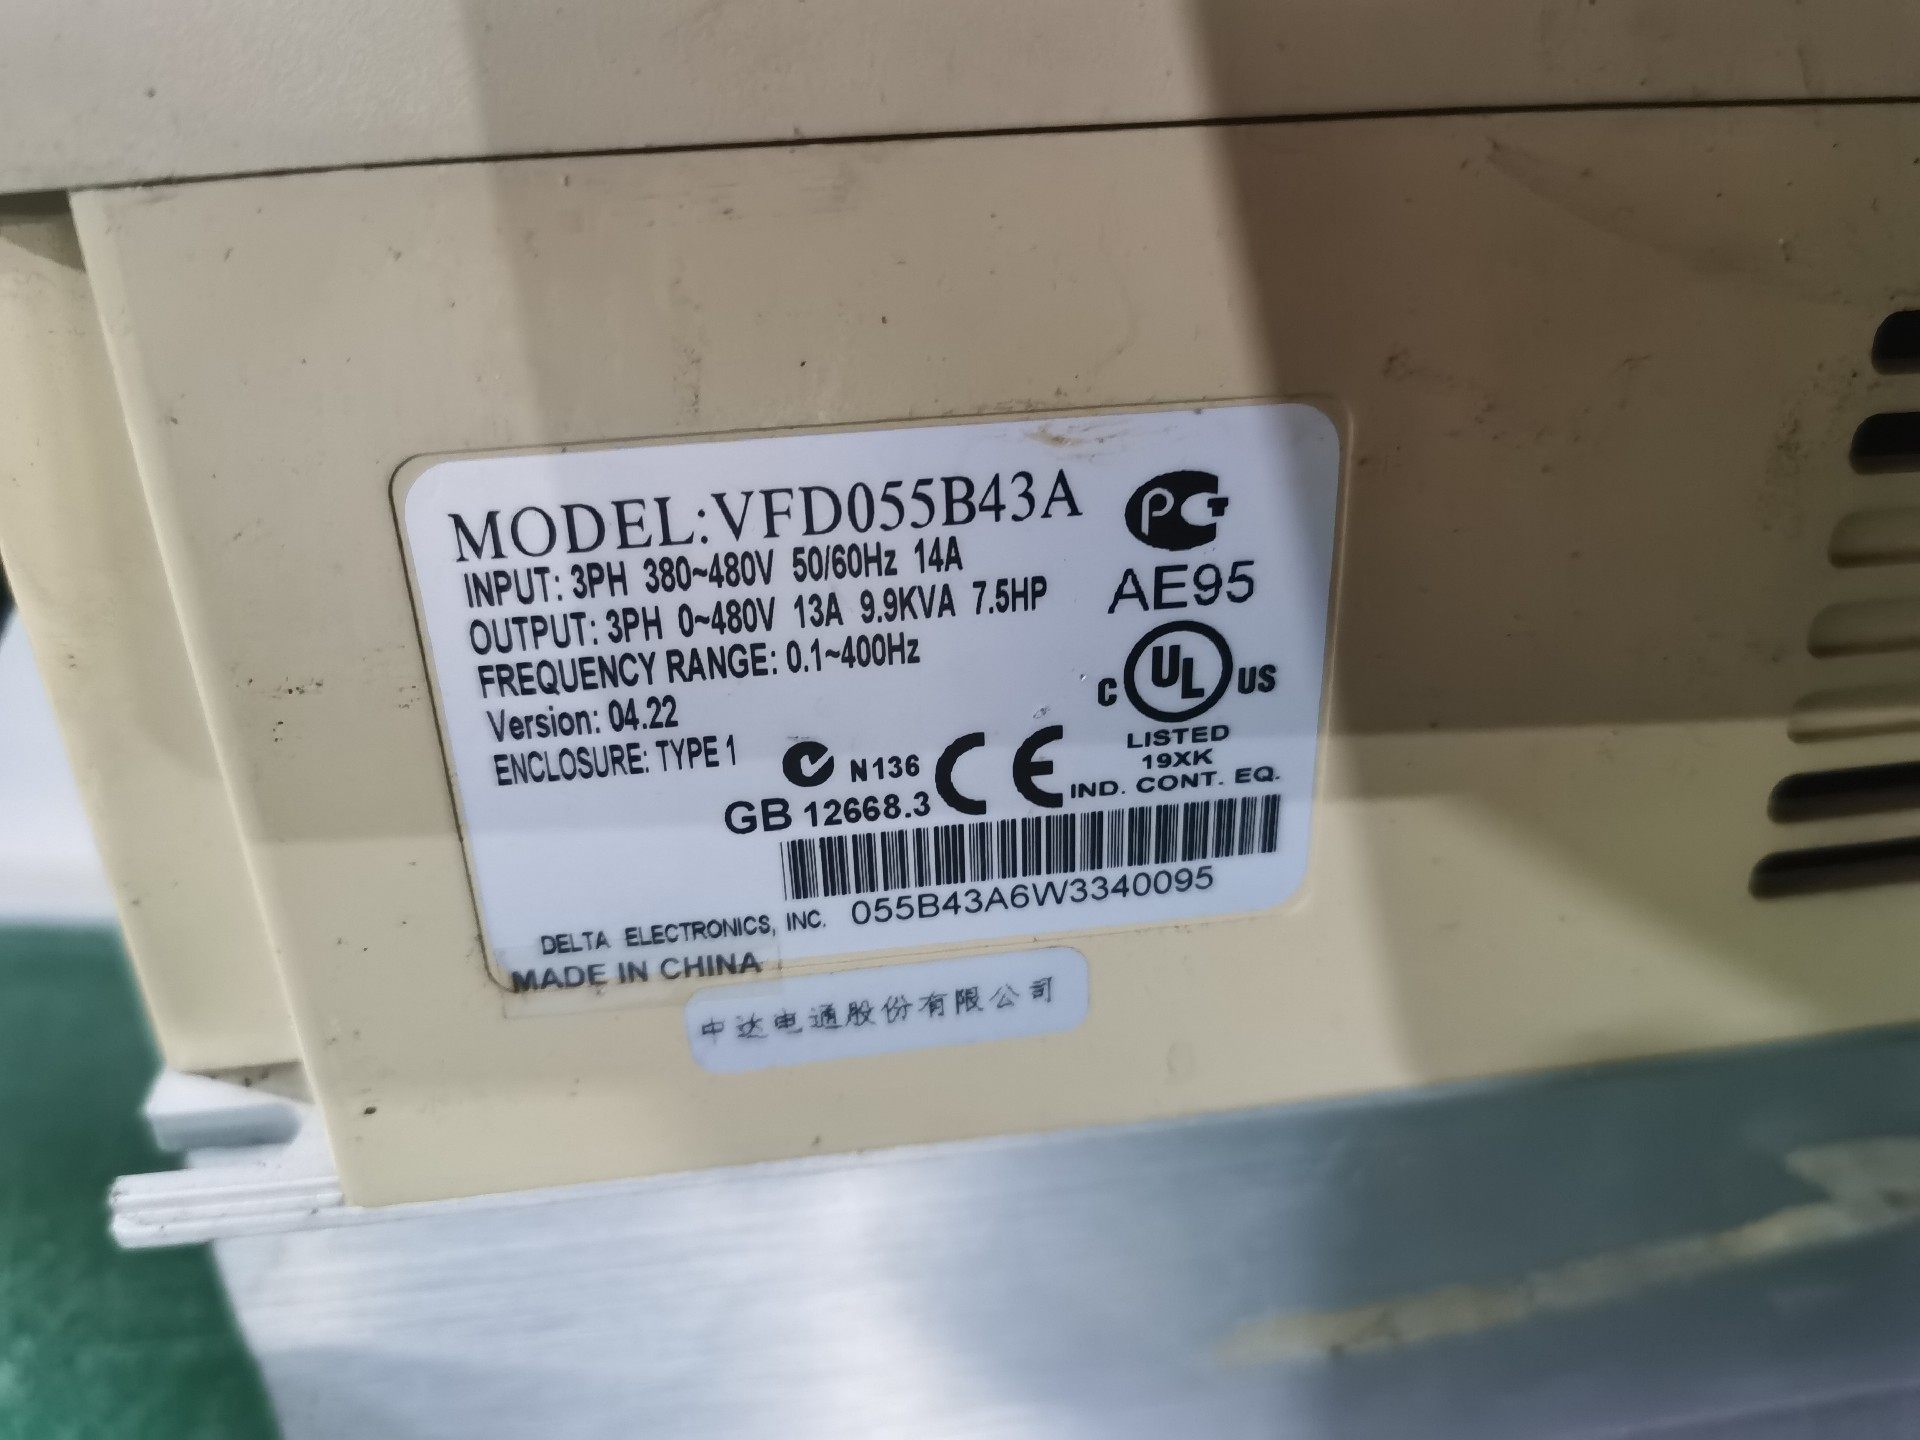 MODEL:VFD055B43A
INPUT: 3PH 380~480V 50/60Hz 14A
OUTPUT: 3PH 0~480V 13A 9.9KVA 7.5HP
FREQUENCY RANGE: 0.1~400Hz
Version: 04.22
ENCLOSURE: TYPE 1
PCT
AE95
C UL US
LISTED
19XK
IND. CONT. EQ.
N136
CE
GB 12668.3
055B43A6W3340095
DELTA ELECTRONICS, INC.
MADE IN CHINA
中达电通股份有限公司